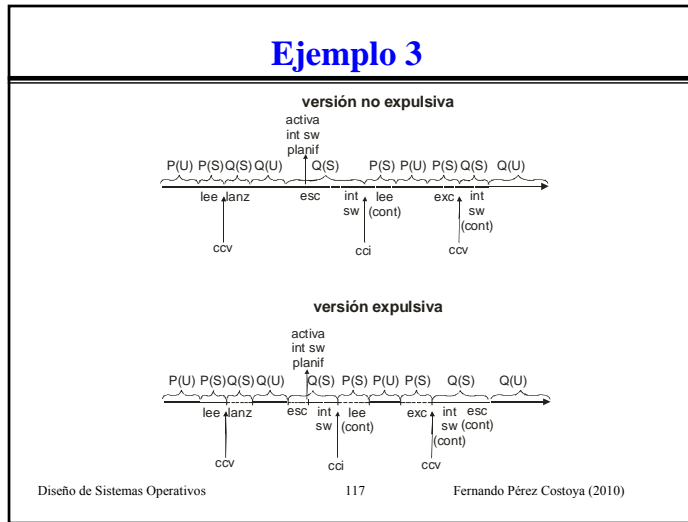 Ejemplo 3
versión no expulsiva
activa
int sw
planif
P(U) P(S) Q(S) Q(U) Q(S) P(S) P(U) P(S) Q(S) Q(U)
lee lanz esc int lee exc int
sw (cont) sw
(cont)
ccv cci ccv
versión expulsiva
activa
int sw
planif
P(U) P(S) Q(S) Q(U) Q(S) P(S) P(U) P(S) Q(S) Q(U)
lee lanz esc int lee exc int esc
sw (cont) sw (cont)
(cont)
ccv cci ccv
Diseño de Sistemas Operativos 117 Fernando Pérez Costoya (2010)